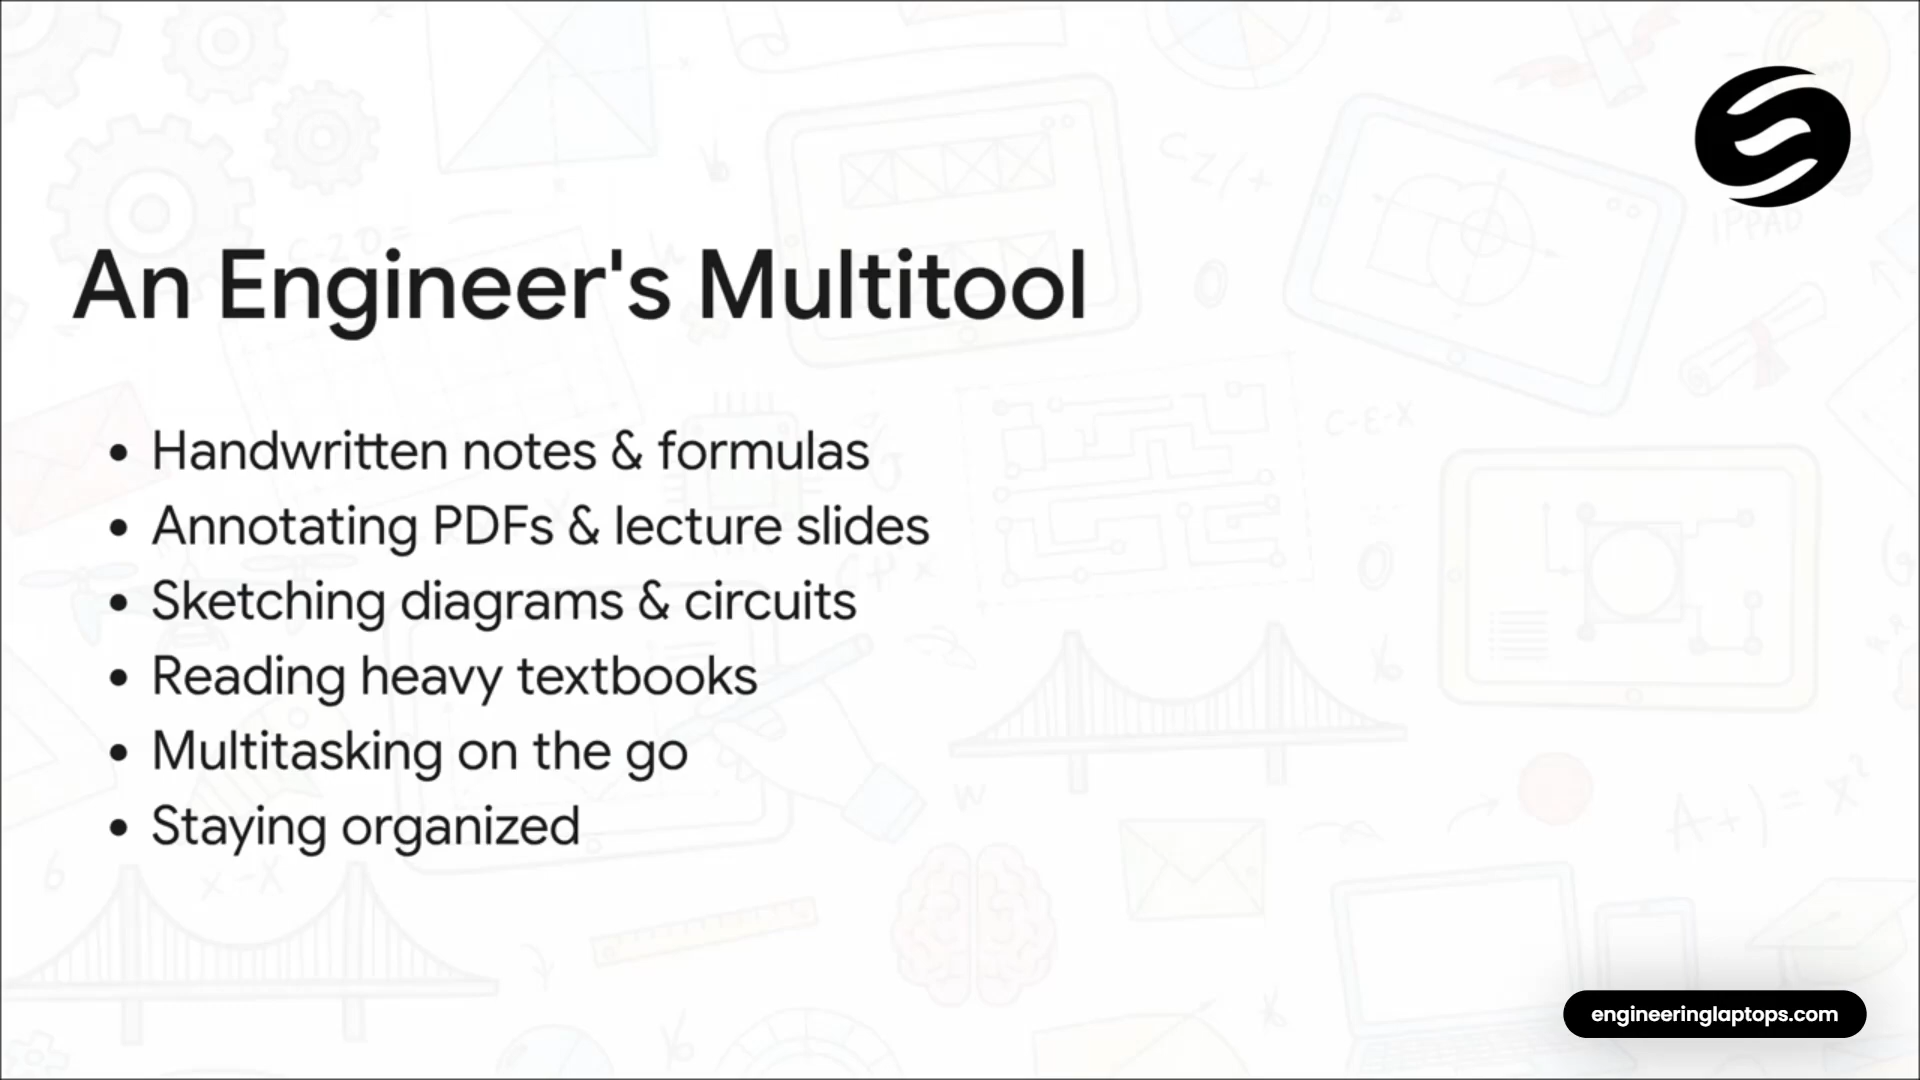 An Engineer's Multitool
• Handwritten notes & formulas
• Annotating PDFs & lecture slides
• Sketching diagrams & circuits
• Reading heavy textbooks
• Multitasking on the go
• Staying organized
IPPAD
C-E-X
engineeringlaptops.com